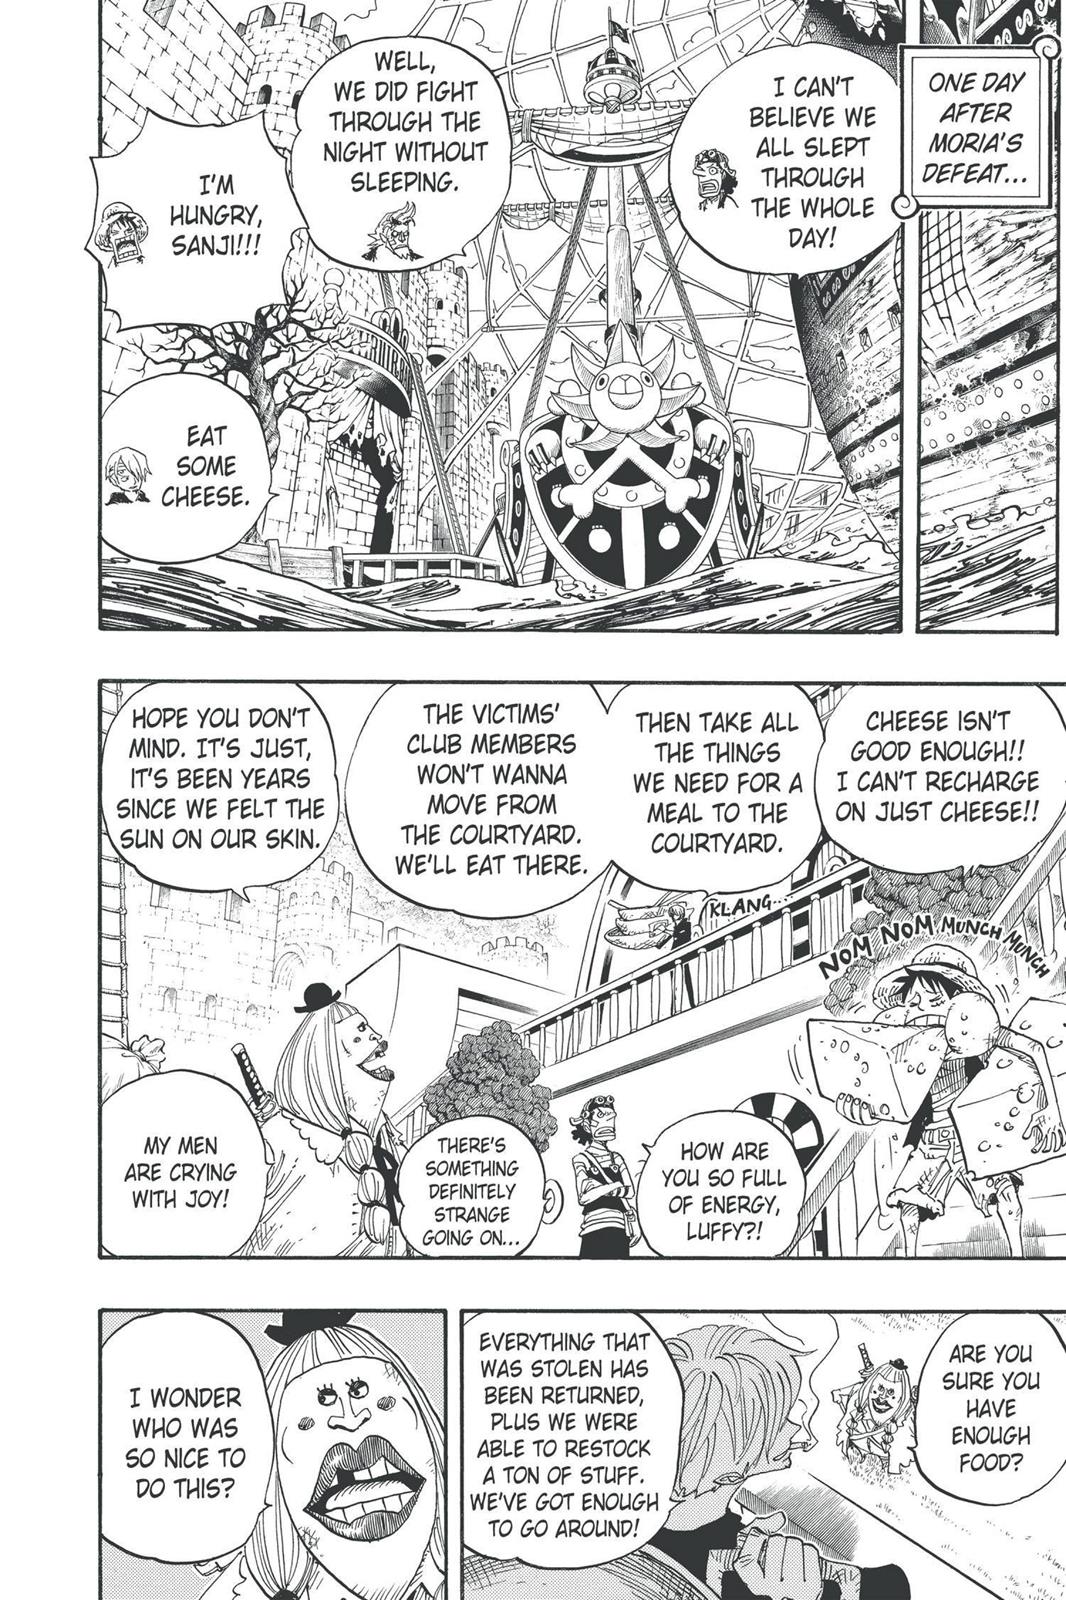 ONE DAY
AFTER
MORIA'S
DEFEAT...
I CAN'T
BELIEVE WE
ALL SLEPT
THROUGH
THE WHOLE
DAY!
WELL,
WE DID FIGHT
THROUGH THE
NIGHT WITHOUT
SLEEPING.
I'M
HUNGRY,
SANJI!!!
EAT
SOME
CHEESE.
CHEESE ISN'T
GOOD ENOUGH!!
I CAN'T RECHARGE
ON JUST CHEESE!!
THEN TAKE ALL
THE THINGS
WE NEED FOR A
MEAL TO THE
COURTYARD.
THE VICTIMS'
CLUB MEMBERS
WON'T WANNA
MOVE FROM
THE COURTYARD.
WE'LL EAT THERE.
HOPE YOU DON'T
MIND. IT'S JUST,
IT'S BEEN YEARS
SINCE WE FELT THE
SUN ON OUR SKIN.
KLANG...
NOM NOM MUNCH MUNCH
HOW ARE
YOU SO FULL
OF ENERGY,
LUFFY?!
THERE'S
SOMETHING
DEFINITELY
STRANGE
GOING ON...
MY MEN
ARE CRYING
WITH JOY!
ARE YOU
SURE YOU
HAVE
ENOUGH
FOOD?
EVERYTHING THAT
WAS STOLEN HAS
BEEN RETURNED,
PLUS WE WERE
ABLE TO RESTOCK
A TON OF STUFF.
WE'VE GOT ENOUGH
TO GO AROUND!
I WONDER
WHO WAS
SO NICE TO
DO THIS?